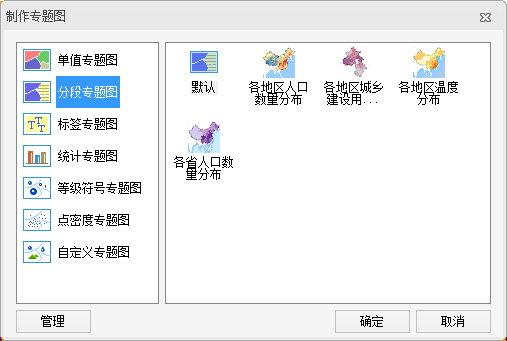 制作专题图
单值专题图
分段专题图
标签专题图
统计专题图
等级符号专题图
点密度专题图
自定义专题图
默认
各地区人口
数量分布
各地区城乡
建设用...
各地区温度
分布
各省人口数
量分布
管理
确定
取消